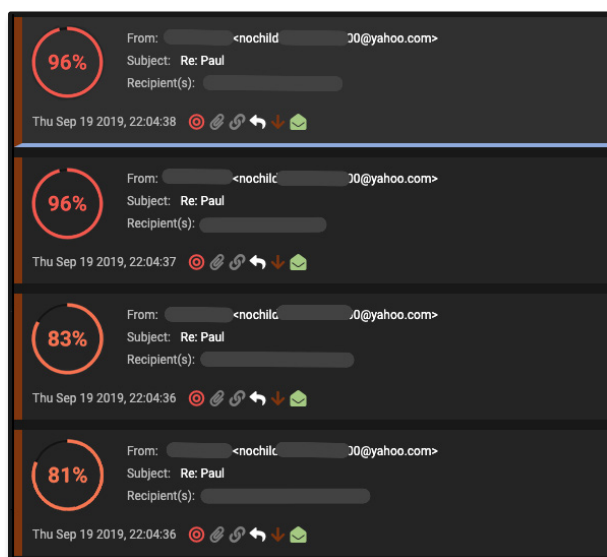 From: <nochild 00@yahoo.com>
96%
Subject: Re: Paul
Recipient(s):
Thu Sep 19 2019, 22:04:38
From: <nochild 00@yahoo.com>
96%
Subject: Re: Paul
Recipient(s):
Thu Sep 19 2019, 22:04:37
From: <nochild 0@yahoo.com>
83%
Subject: Re: Paul
Recipient(s):
Thu Sep 19 2019, 22:04:36
From: <nochild 00@yahoo.com>
81%
Subject: Re: Paul
Recipient(s):
Thu Sep 19 2019, 22:04:36